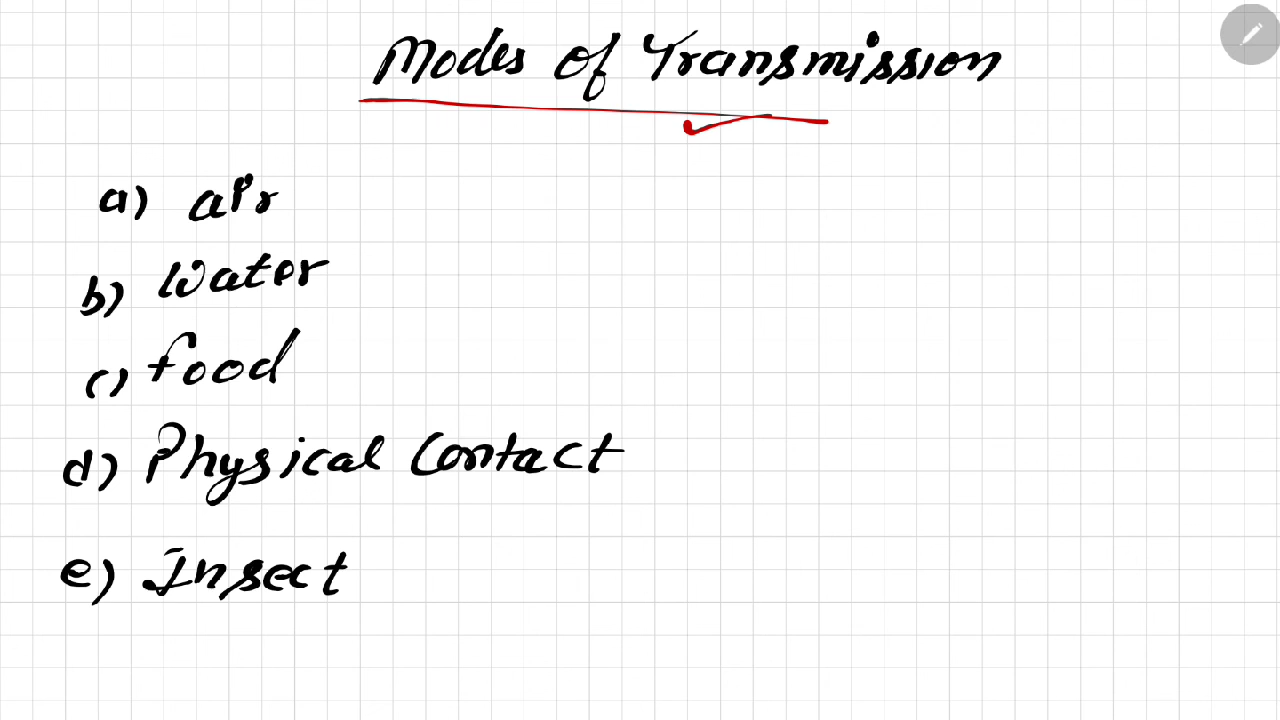 Modes of Transmission
a) air
b) Water
c) food
d) Physical Contact
e) Insect